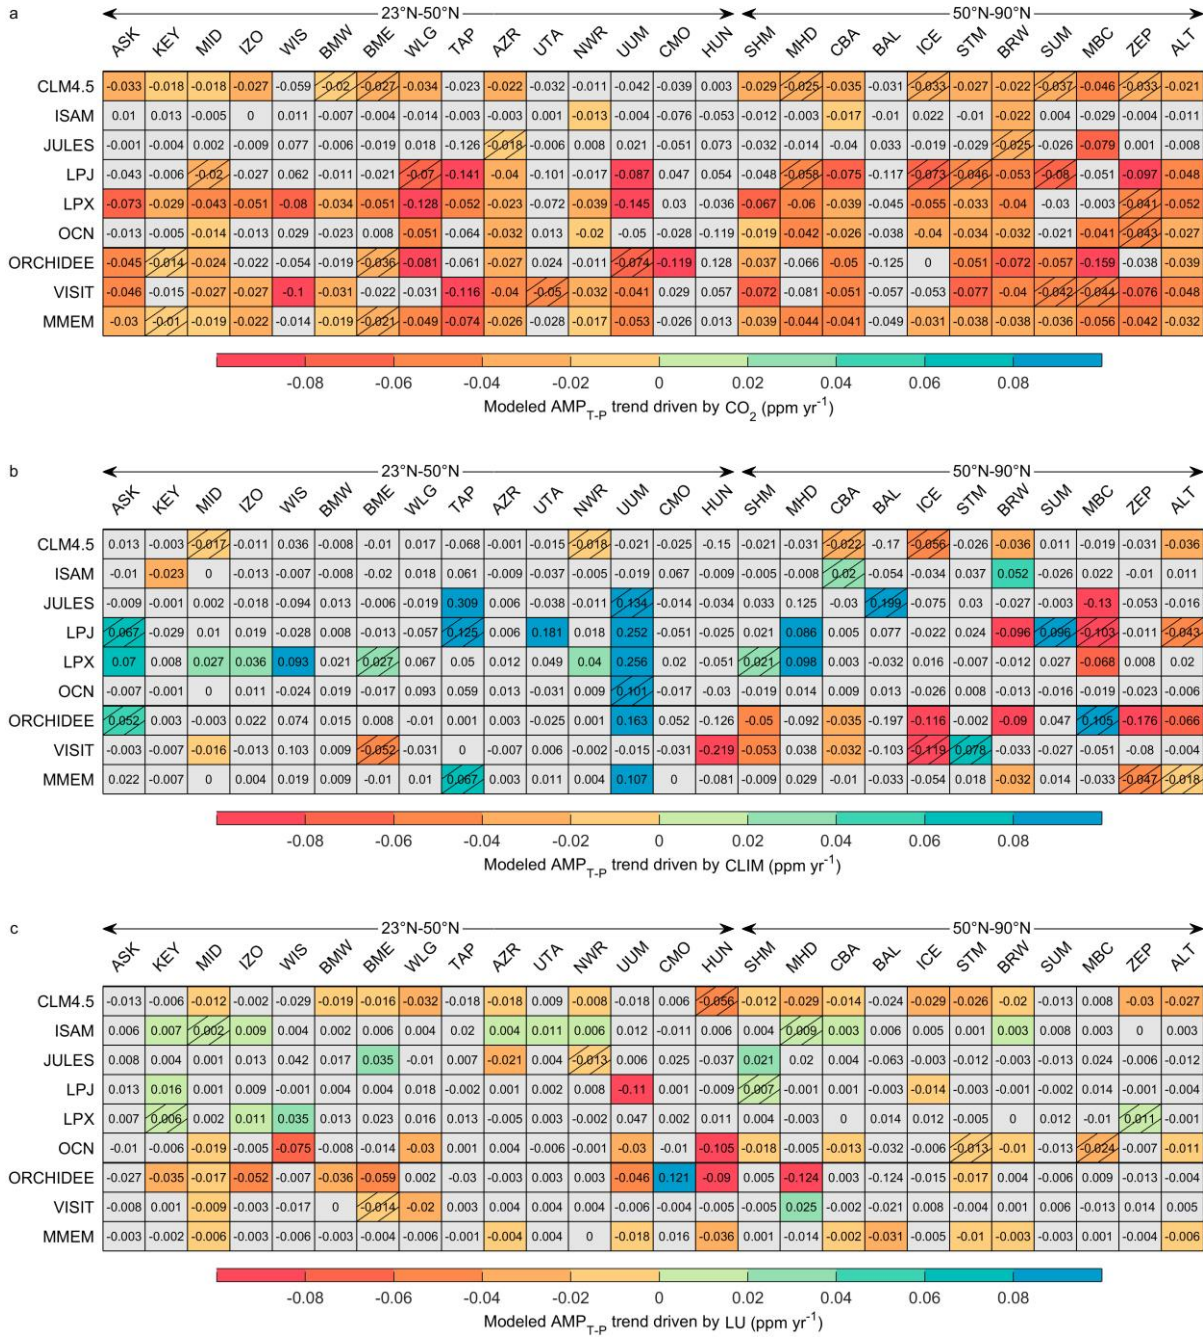 a
23°N-50°N 50°N-90°N
ASK KEY MID IZO WIS BMW BME WLG TAP AZR UTA NWR UUM CMO HUN SHM MHD CBA BAL ICE STM BRW SUM MBC ZEP ALT
CLM4.5 -0.033 -0.018 -0.018 -0.027 -0.059 -0.02 -0.027 -0.034 -0.023 -0.022 -0.032 -0.011 -0.042 -0.039 0.003 -0.029 -0.025 -0.035 -0.031 -0.033 -0.027 -0.022 -0.037 -0.046 -0.033 -0.021
ISAM 0.01 0.013 -0.005 0 0.011 -0.007 -0.004 -0.014 -0.003 -0.003 0.001 -0.013 -0.004 -0.076 -0.053 -0.012 -0.003 -0.017 -0.01 0.022 -0.01 -0.022 0.004 -0.029 -0.004 -0.011
JULES -0.001 -0.004 0.002 -0.009 0.077 -0.006 -0.019 0.018 -0.126 -0.018 -0.006 0.008 0.021 -0.051 0.073 -0.032 -0.014 -0.04 0.033 -0.019 -0.029 -0.025 -0.026 -0.079 0.001 -0.008
LPJ -0.043 -0.006 -0.02 -0.027 0.062 -0.011 -0.021 -0.07 -0.141 -0.04 -0.101 -0.017 -0.087 0.047 0.054 -0.048 -0.058 -0.075 -0.117 -0.073 -0.046 -0.053 -0.08 -0.051 -0.097 -0.048
LPX -0.073 -0.029 -0.043 -0.051 -0.08 -0.034 -0.051 -0.128 -0.052 -0.023 -0.072 -0.039 -0.145 0.03 -0.036 -0.067 -0.06 -0.039 -0.045 -0.055 -0.033 -0.04 -0.03 -0.003 -0.041 -0.052
OCN -0.013 -0.005 -0.014 -0.013 0.029 -0.023 0.008 -0.051 -0.064 -0.032 0.013 -0.02 -0.05 -0.028 -0.119 -0.019 -0.042 -0.026 -0.038 -0.04 -0.034 -0.032 -0.021 -0.041 -0.043 -0.027
ORCHIDEE -0.045 -0.014 -0.024 -0.022 -0.054 -0.019 -0.036 -0.081 -0.061 -0.027 0.024 -0.011 -0.074 -0.119 0.128 -0.037 -0.066 -0.05 -0.125 0 -0.051 -0.072 -0.057 -0.159 -0.038 -0.039
VISIT -0.046 -0.015 -0.027 -0.027 -0.1 -0.031 -0.022 -0.031 -0.116 -0.04 -0.05 -0.032 -0.041 0.029 0.057 -0.072 -0.081 -0.051 -0.057 -0.053 -0.077 -0.04 -0.042 -0.044 -0.076 -0.048
MMEM -0.03 -0.01 -0.019 -0.022 -0.014 -0.019 -0.021 -0.049 -0.074 -0.026 -0.028 -0.017 -0.053 -0.026 0.013 -0.039 -0.044 -0.041 -0.049 -0.031 -0.038 -0.038 -0.036 -0.056 -0.042 -0.032
-0.08 -0.06 -0.04 -0.02 0 0.02 0.04 0.06 0.08
Modeled AMP_T-P trend driven by CO₂ (ppm yr⁻¹)
b
23°N-50°N 50°N-90°N
ASK KEY MID IZO WIS BMW BME WLG TAP AZR UTA NWR UUM CMO HUN SHM MHD CBA BAL ICE STM BRW SUM MBC ZEP ALT
CLM4.5 0.013 -0.003 -0.017 -0.011 0.036 -0.008 -0.01 0.017 -0.068 -0.001 -0.015 -0.018 -0.021 -0.025 -0.15 -0.021 -0.031 -0.022 -0.17 -0.056 -0.026 -0.036 0.011 -0.019 -0.031 -0.036
ISAM -0.01 -0.023 0 -0.013 -0.007 -0.008 -0.02 0.018 0.061 -0.009 -0.037 -0.005 -0.019 0.067 -0.009 -0.005 -0.008 0.02 -0.054 -0.034 0.037 0.052 -0.026 0.022 -0.01 0.011
JULES -0.009 -0.001 0.002 -0.018 -0.094 0.013 -0.006 -0.019 0.309 0.006 -0.038 -0.011 0.134 -0.014 -0.034 0.033 0.125 -0.03 0.199 -0.075 0.03 -0.027 -0.003 -0.13 -0.053 -0.016
LPJ 0.067 -0.029 0.01 0.019 -0.028 0.008 -0.013 -0.057 0.125 0.006 0.181 0.018 0.252 -0.051 -0.025 0.021 0.086 0.005 0.077 -0.022 0.024 -0.096 0.096 -0.103 -0.011 -0.043
LPX 0.07 0.008 0.027 0.036 0.093 0.021 0.027 0.067 0.05 0.012 0.049 0.04 0.256 0.02 -0.051 0.021 0.098 0.003 -0.032 0.016 -0.007 -0.012 0.027 -0.068 0.008 0.02
OCN -0.007 -0.001 0 0.011 -0.024 0.019 -0.017 0.093 0.059 0.013 -0.031 0.009 0.101 -0.017 -0.03 -0.019 0.014 0.009 0.013 -0.026 0.008 -0.013 -0.016 -0.019 -0.023 -0.006
ORCHIDEE 0.052 0.003 -0.003 0.022 0.074 0.015 0.008 -0.01 0.001 0.003 -0.025 0.001 0.163 0.052 -0.126 -0.05 -0.092 -0.035 -0.197 -0.116 -0.002 -0.09 0.047 0.105 -0.176 -0.066
VISIT -0.003 -0.007 -0.016 -0.013 0.103 0.009 -0.052 -0.031 0 -0.007 0.006 -0.002 -0.015 -0.031 -0.219 -0.053 0.038 -0.032 -0.103 -0.119 0.078 -0.033 -0.027 -0.051 -0.08 -0.004
MMEM 0.022 -0.007 0 0.004 0.019 0.009 -0.01 0.01 0.067 0.003 0.011 0.004 0.107 0 -0.081 -0.009 0.029 -0.01 -0.033 -0.054 0.018 -0.032 0.014 -0.033 -0.047 -0.018
-0.08 -0.06 -0.04 -0.02 0 0.02 0.04 0.06 0.08
Modeled AMP_T-P trend driven by CLIM (ppm yr⁻¹)
c
23°N-50°N 50°N-90°N
ASK KEY MID IZO WIS BMW BME WLG TAP AZR UTA NWR UUM CMO HUN SHM MHD CBA BAL ICE STM BRW SUM MBC ZEP ALT
CLM4.5 -0.013 -0.006 -0.012 -0.002 -0.029 -0.019 -0.016 -0.032 -0.018 -0.018 0.009 -0.008 -0.018 0.006 -0.056 -0.012 -0.029 -0.014 -0.024 -0.029 -0.026 -0.02 -0.013 0.008 -0.03 -0.027
ISAM 0.006 0.007 0.002 0.009 0.004 0.002 0.006 0.004 0.02 0.004 0.011 0.006 0.012 -0.011 0.006 0.004 0.009 0.003 0.006 0.005 0.001 0.003 0.008 0.003 0 0.003
JULES 0.008 0.004 0.001 0.013 0.042 0.017 0.035 -0.01 0.007 -0.021 0.004 -0.013 0.006 0.025 -0.037 0.021 0.02 0.004 -0.063 -0.003 -0.012 -0.003 -0.013 0.024 -0.006 -0.012
LPJ 0.013 0.016 0.001 0.009 -0.001 0.004 0.004 0.018 -0.002 0.001 0.002 0.008 -0.11 0.001 -0.009 0.007 -0.001 0.001 -0.003 -0.014 -0.003 -0.001 -0.002 0.014 -0.001 -0.004
LPX 0.007 0.006 0.002 0.011 0.035 0.013 0.023 0.016 0.013 -0.005 0.003 -0.002 0.047 0.002 0.011 0.004 -0.003 0 0.014 0.012 -0.005 0 0.012 -0.01 0.011 -0.001
OCN -0.01 -0.006 -0.019 -0.005 -0.075 -0.008 -0.014 -0.03 0.001 0.004 -0.006 -0.001 -0.03 -0.01 -0.105 -0.018 -0.005 -0.013 -0.032 -0.006 -0.013 -0.01 -0.013 -0.024 -0.007 -0.011
ORCHIDEE -0.027 -0.035 -0.017 -0.052 -0.007 -0.036 -0.059 0.002 -0.03 -0.003 0.003 0.003 -0.046 0.121 -0.09 0.005 -0.124 -0.004 -0.124 -0.015 -0.017 0.004 -0.009 0.009 -0.013 -0.004
VISIT -0.008 0.001 -0.009 -0.003 -0.017 0 -0.014 -0.02 0.003 0.004 0.004 0.004 -0.006 -0.004 -0.005 -0.005 0.025 -0.002 -0.021 0.008 -0.004 0.001 0.006 -0.006 0.014 0.005
MMEM -0.003 -0.002 -0.006 -0.003 -0.006 -0.003 -0.004 -0.006 -0.001 -0.004 0.004 0 -0.018 0.016 -0.036 0.001 -0.014 -0.002 -0.031 -0.005 -0.01 -0.003 -0.003 0.001 -0.004 -0.006
-0.08 -0.06 -0.04 -0.02 0 0.02 0.04 0.06 0.08
Modeled AMP_T-P trend driven by LU (ppm yr⁻¹)